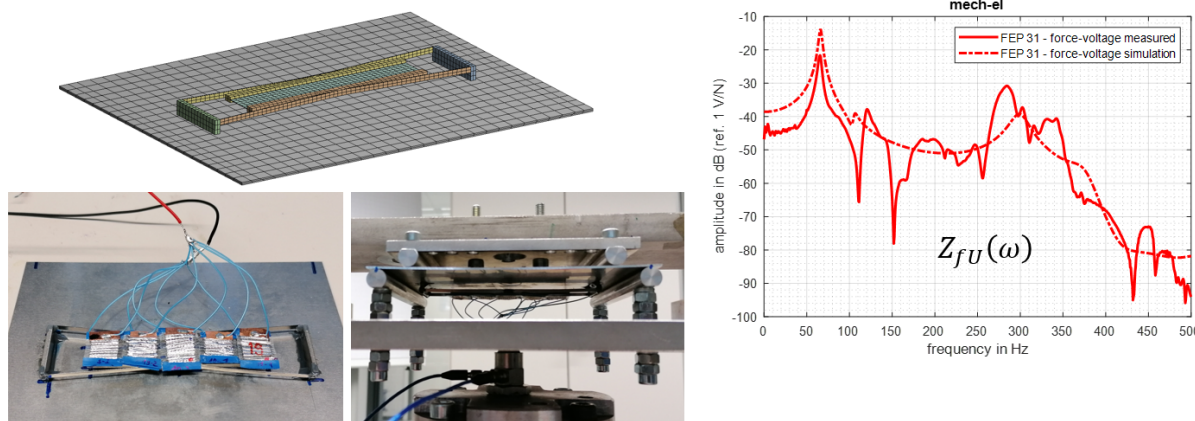 mech-el
-10
-20
-30
-40
-50
-60
-70
-80
-90
-100
amplitude in dB (ref. 1 V/N)
FEP 31 - force-voltage measured
FEP 31 - force-voltage simulation
Z_{fU}(ω)
0 50 100 150 200 250 300 350 400 450 500
frequency in Hz